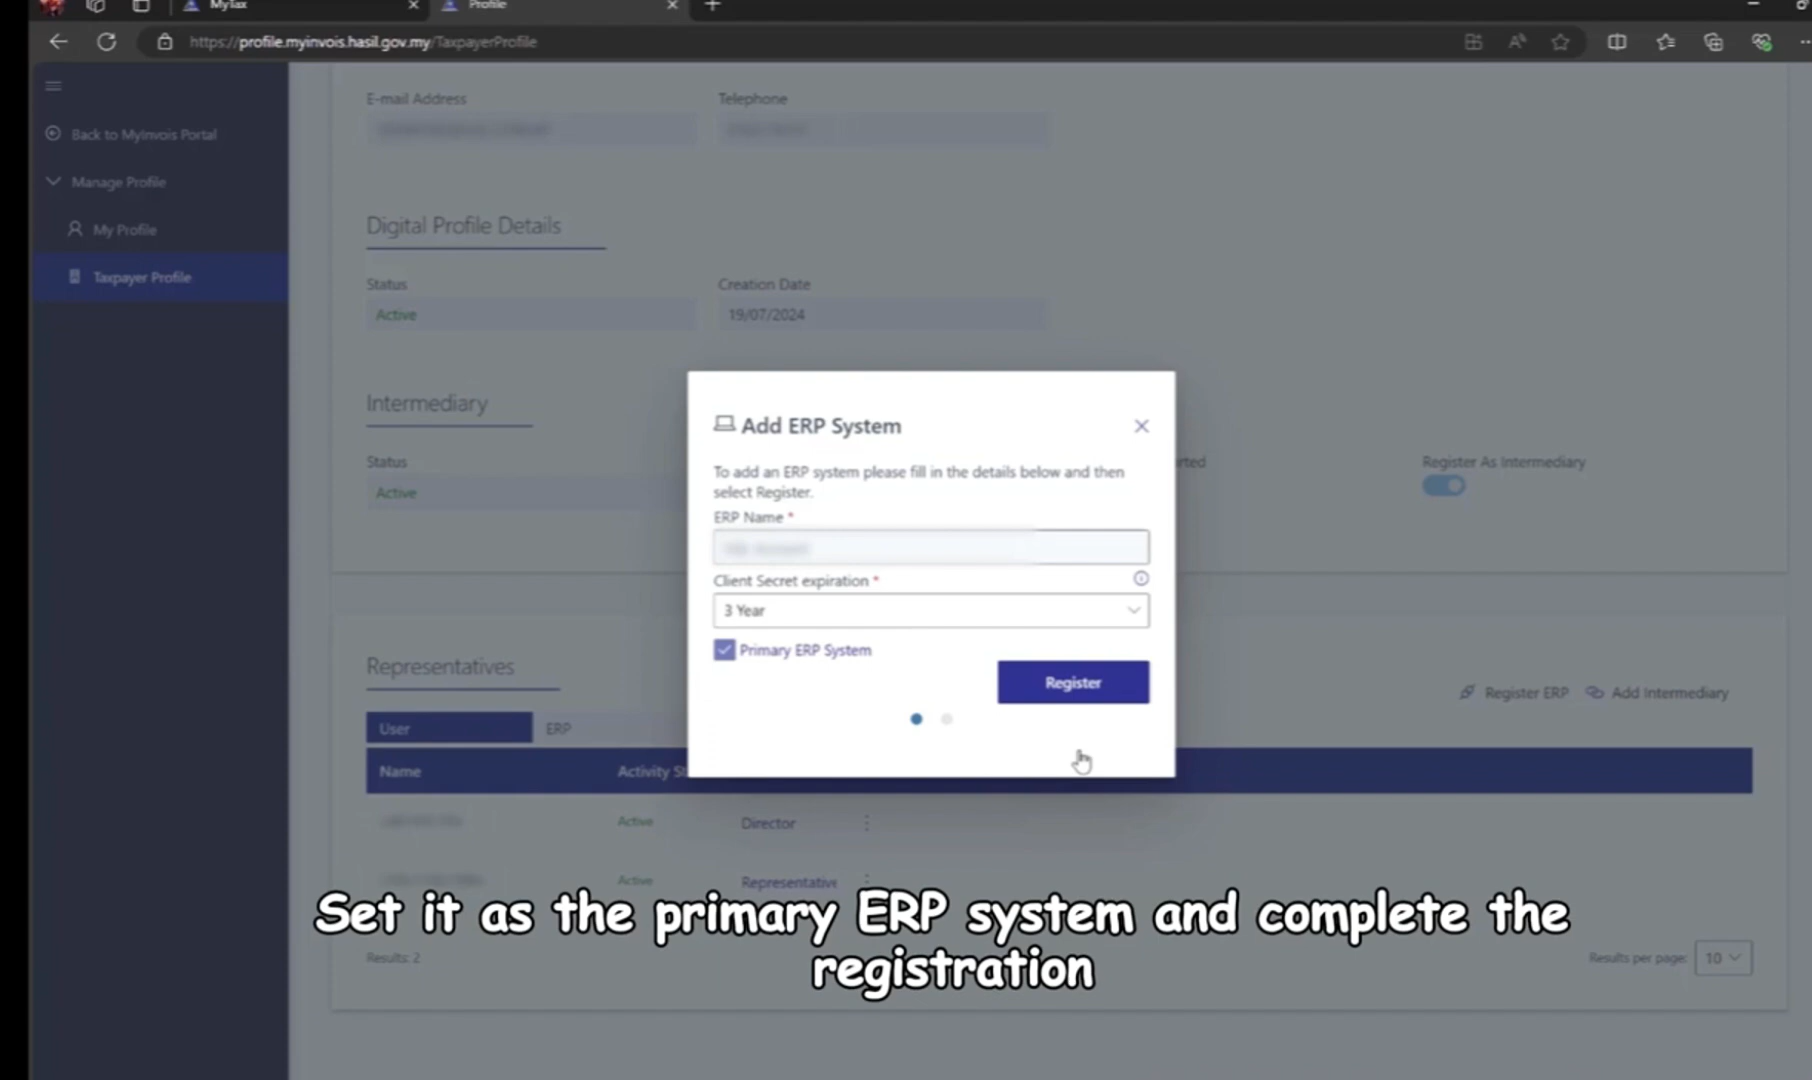 MyTax
Profile
https://profile.myinvois.hasil.gov.my/TaxpayerProfile
Back to MyInvois Portal
Manage Profile
My Profile
Taxpayer Profile
E-mail Address
Telephone
Digital Profile Details
Status
Creation Date
Active
19/07/2024
Intermediary
Status
Register As Intermediary
Active
Add ERP System
To add an ERP system please fill in the details below and then
select Register.
ERP Name *
Client Secret expiration *
3 Year
Primary ERP System
Register
Representatives
Register ERP
Add Intermediary
User
ERP
Name
Activity St
Active
Director
Active
Representative
Set it as the primary ERP system and complete the
registration
Results: 2
Results per page:
10